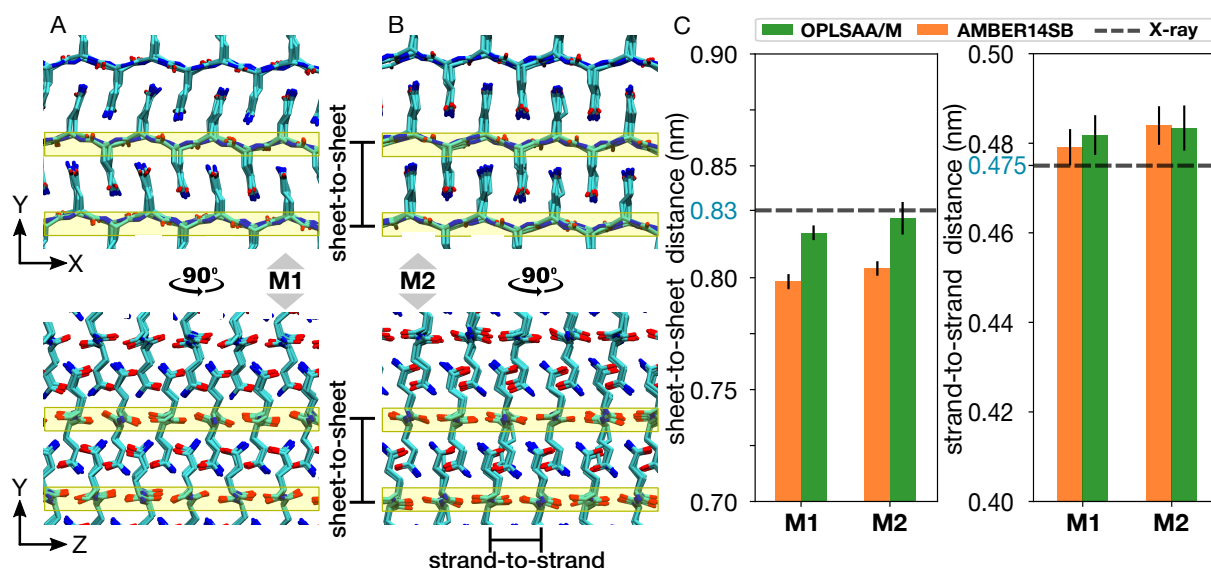 A
B
C
OPLSAA/M AMBER14SB X-ray
Y
X
sheet-to-sheet
90°
M1
M2
90°
Y
Z
sheet-to-sheet
strand-to-strand
sheet-to-sheet distance (nm)
0.90
0.85
0.83
0.80
0.75
0.70
M1 M2
strand-to-strand distance (nm)
0.50
0.48
0.475
0.46
0.44
0.42
0.40
M1 M2